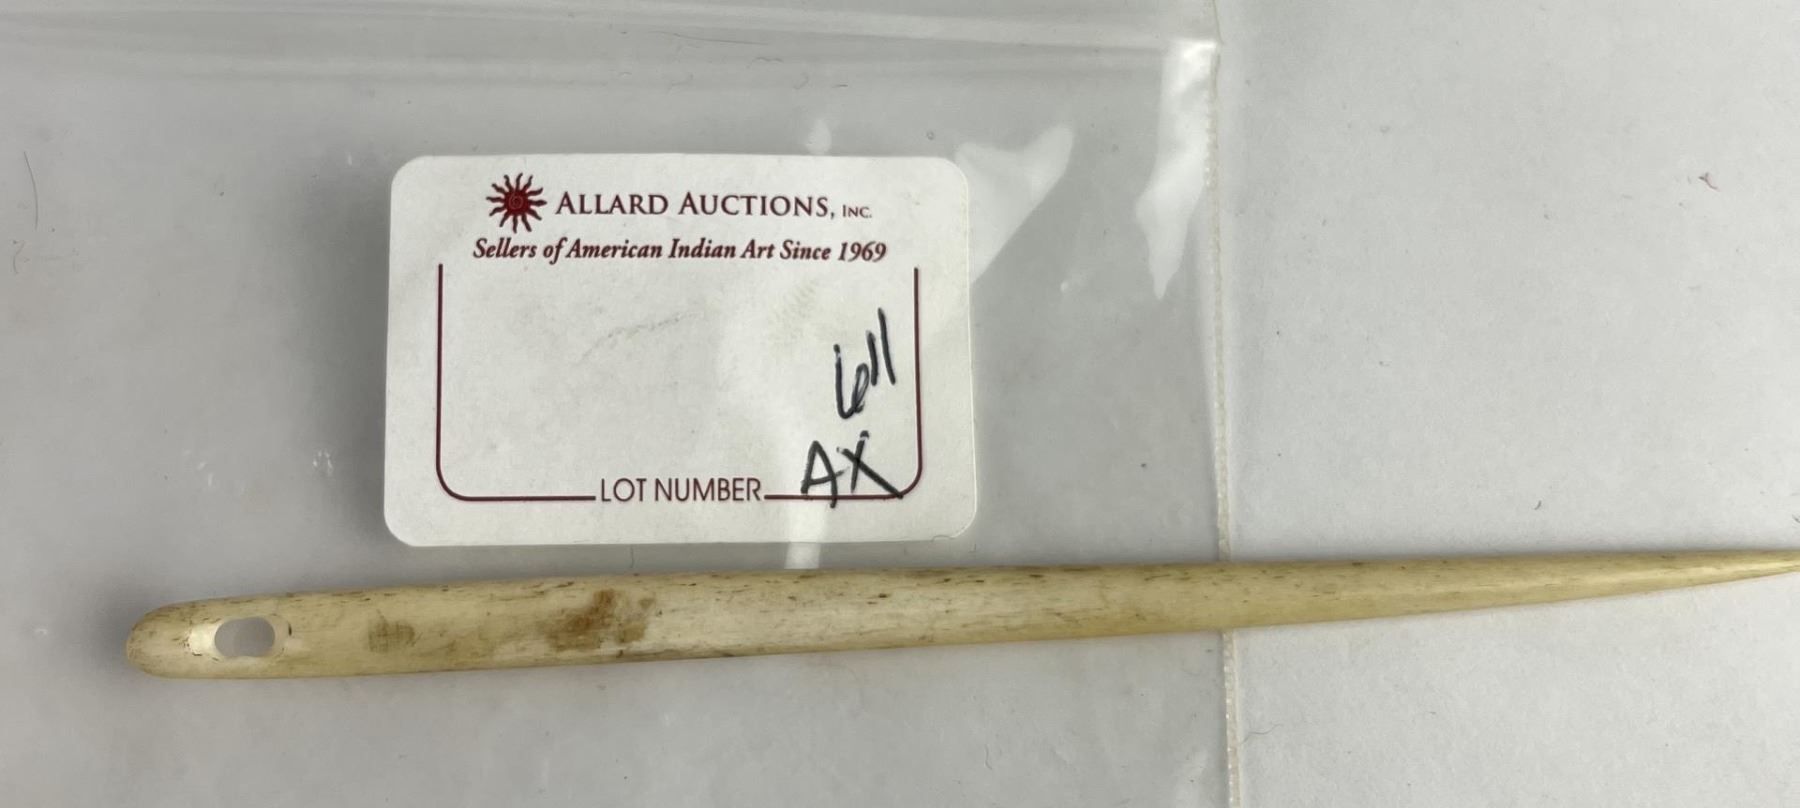 ALLARD AUCTIONS, INC.
Sellers of American Indian Art Since 1969
611
AX
LOT NUMBER